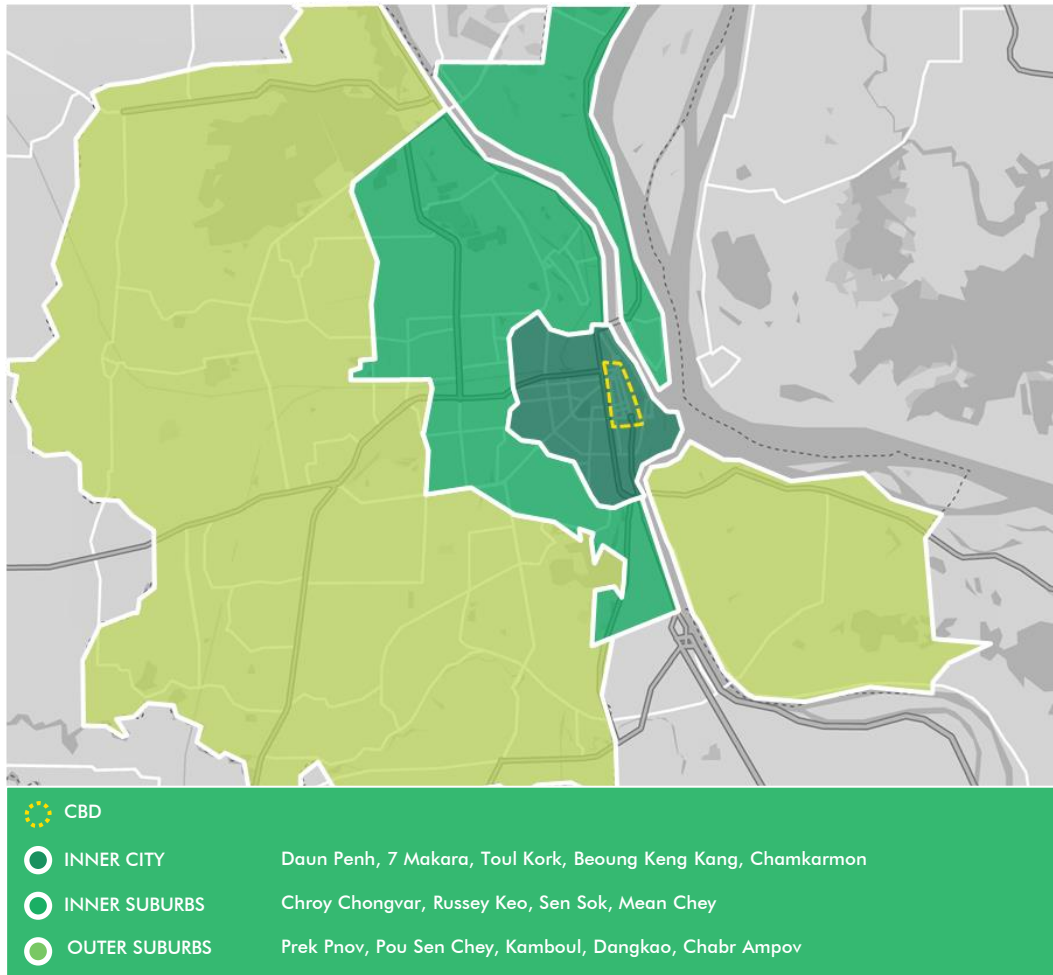 CBD
INNER CITY Daun Penh, 7 Makara, Toul Kork, Beoung Keng Kang, Chamkarmon
INNER SUBURBS Chroy Chongvar, Russey Keo, Sen Sok, Mean Chey
OUTER SUBURBS Prek Pnov, Pou Sen Chey, Kamboul, Dangkao, Chabr Ampov